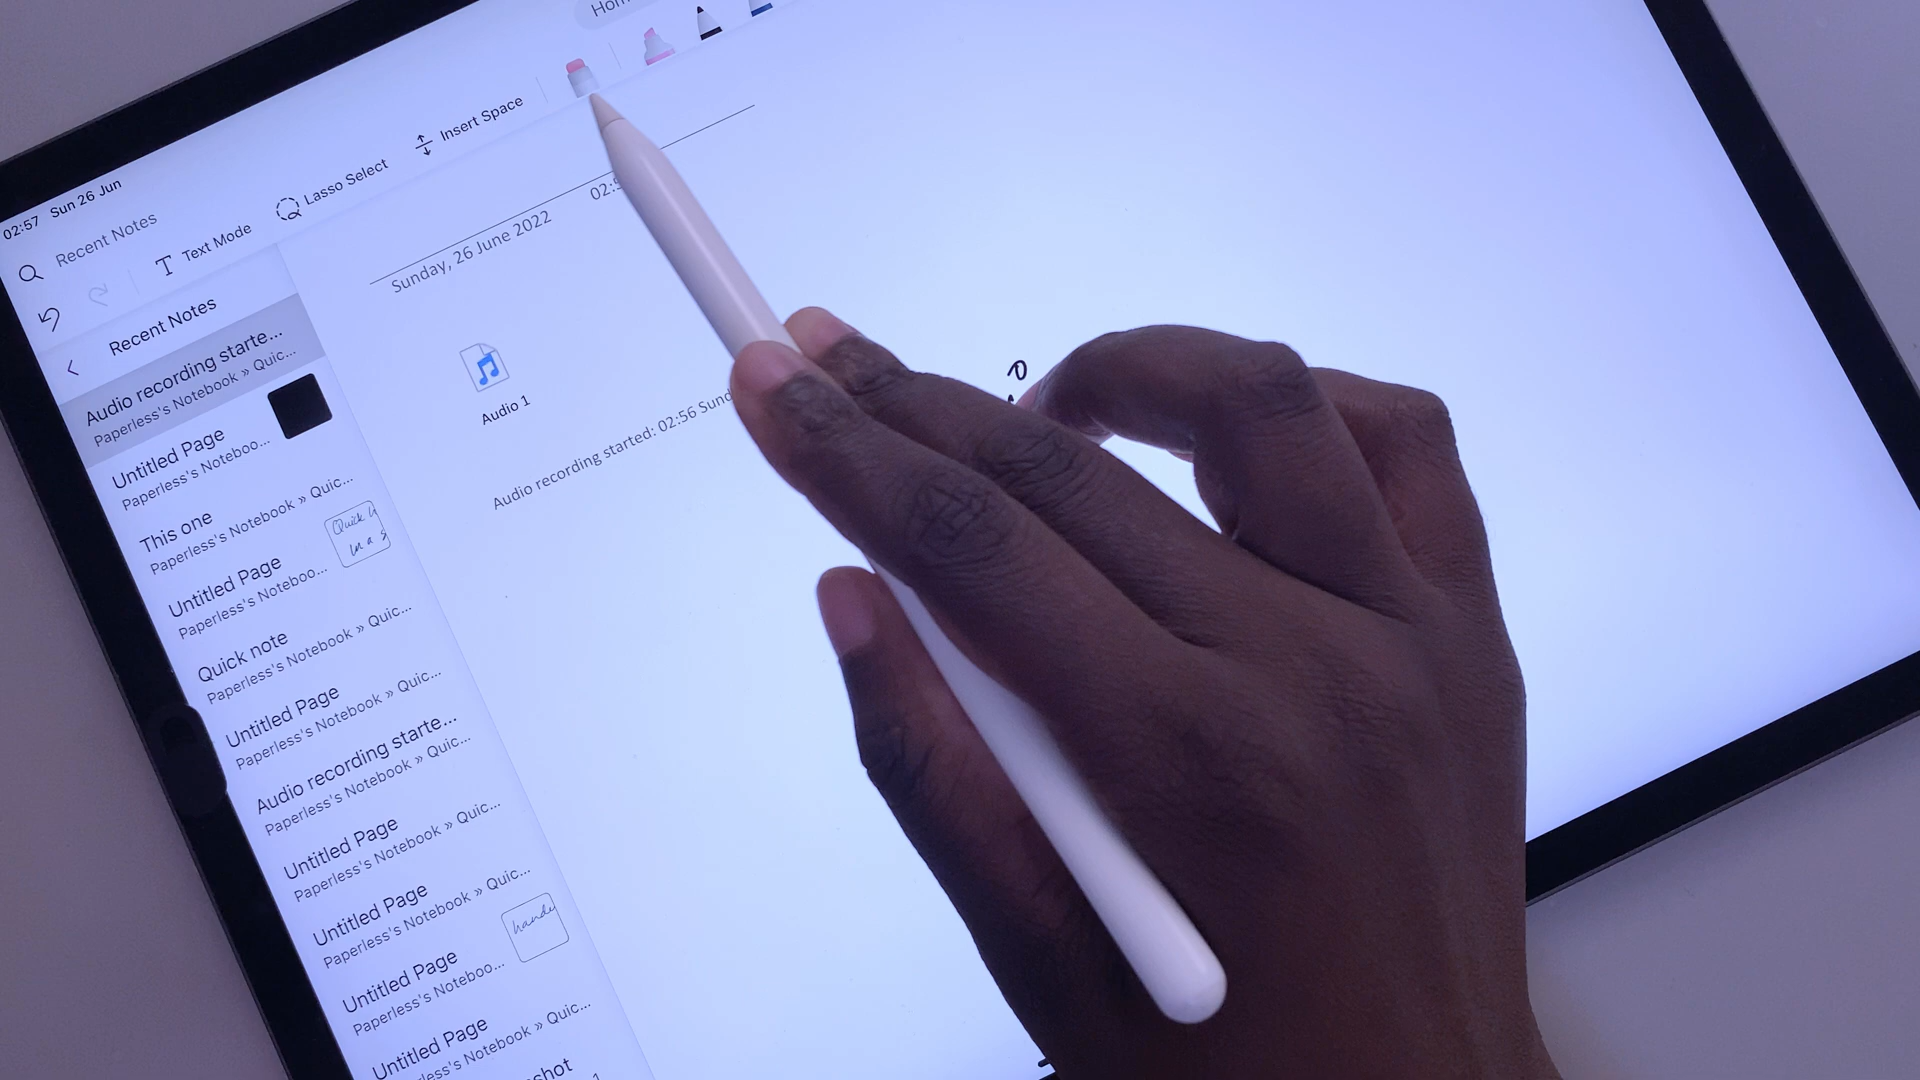 02:57 Sun 26 Jun
Recent Notes
Text Mode
Lasso Select
Insert Space
Recent Notes
Audio recording starte...
Paperless's Notebook » Quic...
Untitled Page
Paperless's Noteboo...
This one
Paperless's Notebook » Quic...
Untitled Page
Paperless's Noteboo...
Quick
in a s
Quick note
Paperless's Notebook » Quic...
Untitled Page
Paperless's Notebook » Quic...
Audio recording starte...
Paperless's Notebook » Quic...
Untitled Page
Paperless's Notebook » Quic...
Untitled Page
Paperless's Notebook » Quic...
Untitled Page
Paperless's Noteboo...
Untitled Page
Notebook » Quic...
Sunday, 26 June 2022
Audio 1
Audio recording started: 02:56